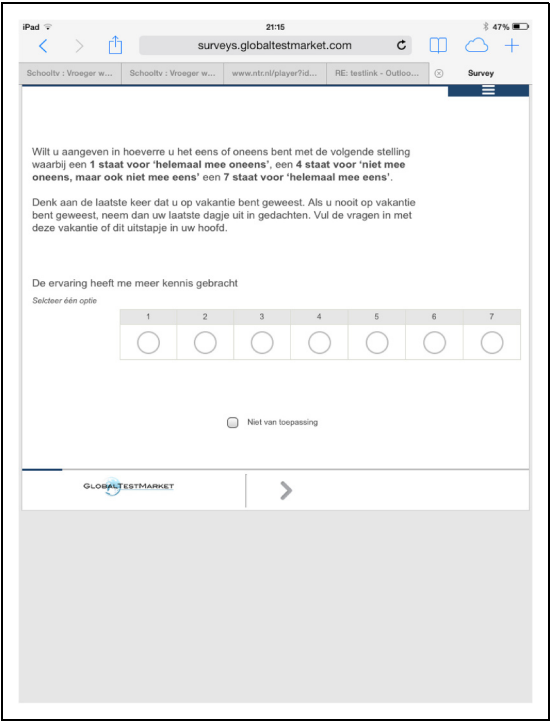 iPad 21:15 47%
surveys.globaltestmarket.com
Schooltv : Vroeger w... Schooltv : Vroeger w... www.ntr.nl/player?id... RE: testlink - Outloo... Survey
Wilt u aangeven in hoeverre u het eens of oneens bent met de volgende stelling
waarbij een 1 staat voor ‘helemaal mee oneens’, een 4 staat voor ‘niet mee
oneens, maar ook niet mee eens’ een 7 staat voor ‘helemaal mee eens’.
Denk aan de laatste keer dat u op vakantie bent geweest. Als u nooit op vakantie
bent geweest, neem dan uw laatste dagje uit in gedachten. Vul de vragen in met
deze vakantie of dit uitstapje in uw hoofd.
De ervaring heeft me meer kennis gebracht
Selcteer één optie
1 2 3 4 5 6 7
Niet van toepassing
GLOBALTESTMARKET